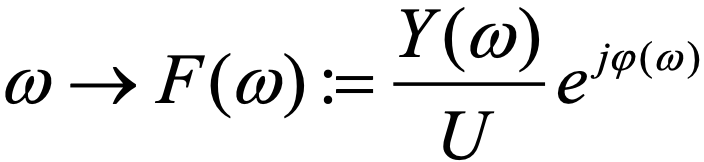 ω → F(ω) := Y(ω)/U e^{jφ(ω)}